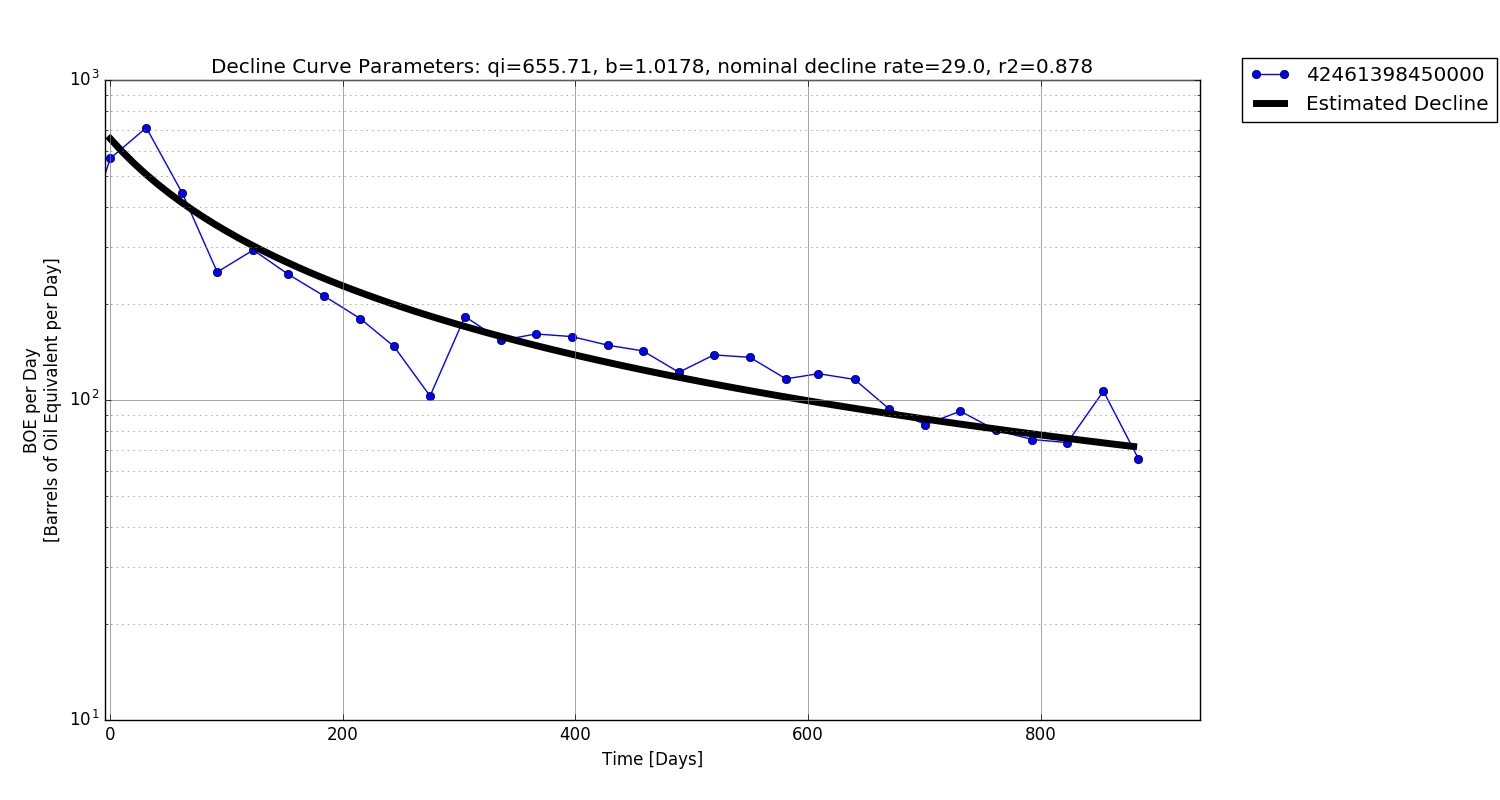 Decline Curve Parameters: qi=655.71, b=1.0178, nominal decline rate=29.0, r2=0.878
42461398450000
Estimated Decline
10³
10²
10¹
BOE per Day
[Barrels of Oil Equivalent per Day]
0 200 400 600 800
Time [Days]